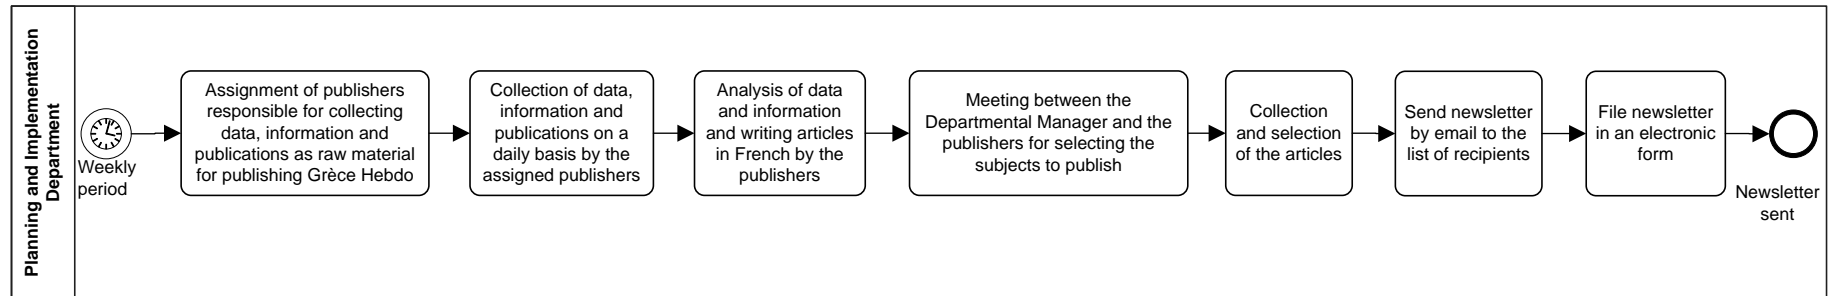 Planning and Implementation
Department
Weekly
period
Assignment of publishers
responsible for collecting
data, information and
publications as raw material
for publishing Grèce Hebdo
Collection of data,
information and
publications on a
daily basis by the
assigned publishers
Analysis of data
and information
and writing articles
in French by the
publishers
Meeting between the
Departmental Manager and the
publishers for selecting the
subjects to publish
Collection
and selection
of the articles
Send newsletter
by email to the
list of recipients
File newsletter
in an electronic
form
Newsletter
sent